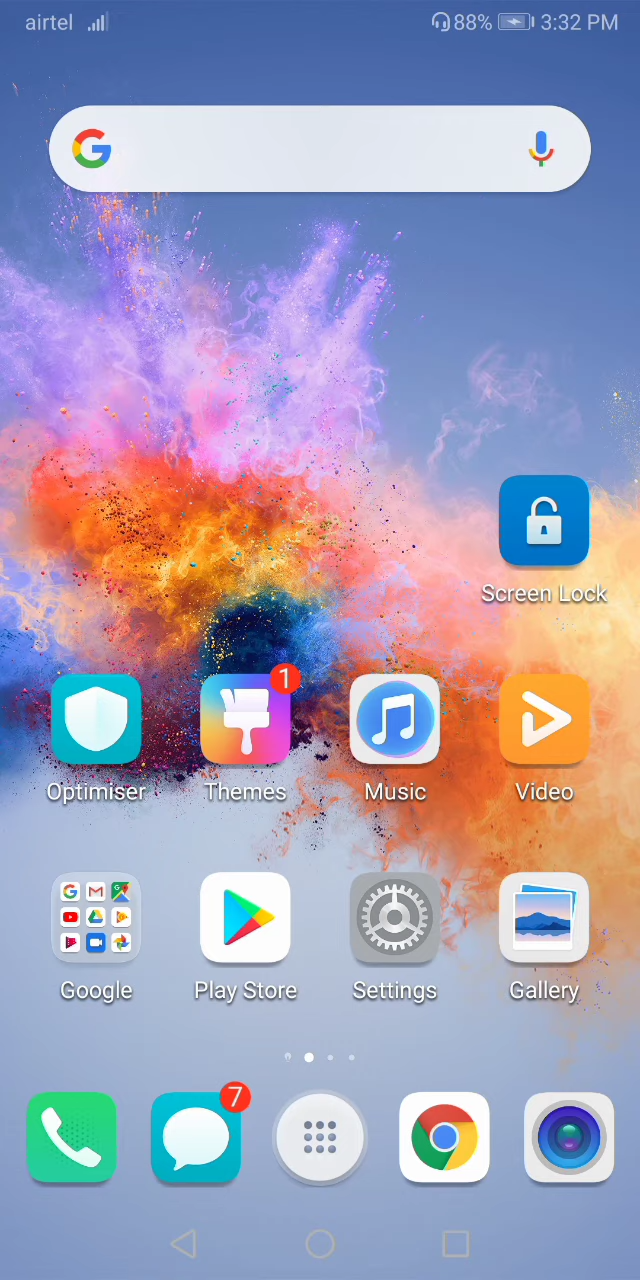 airtel 88% 3:32 PM
Screen Lock
1
Optimiser Themes Music Video
Google Play Store Settings Gallery
7